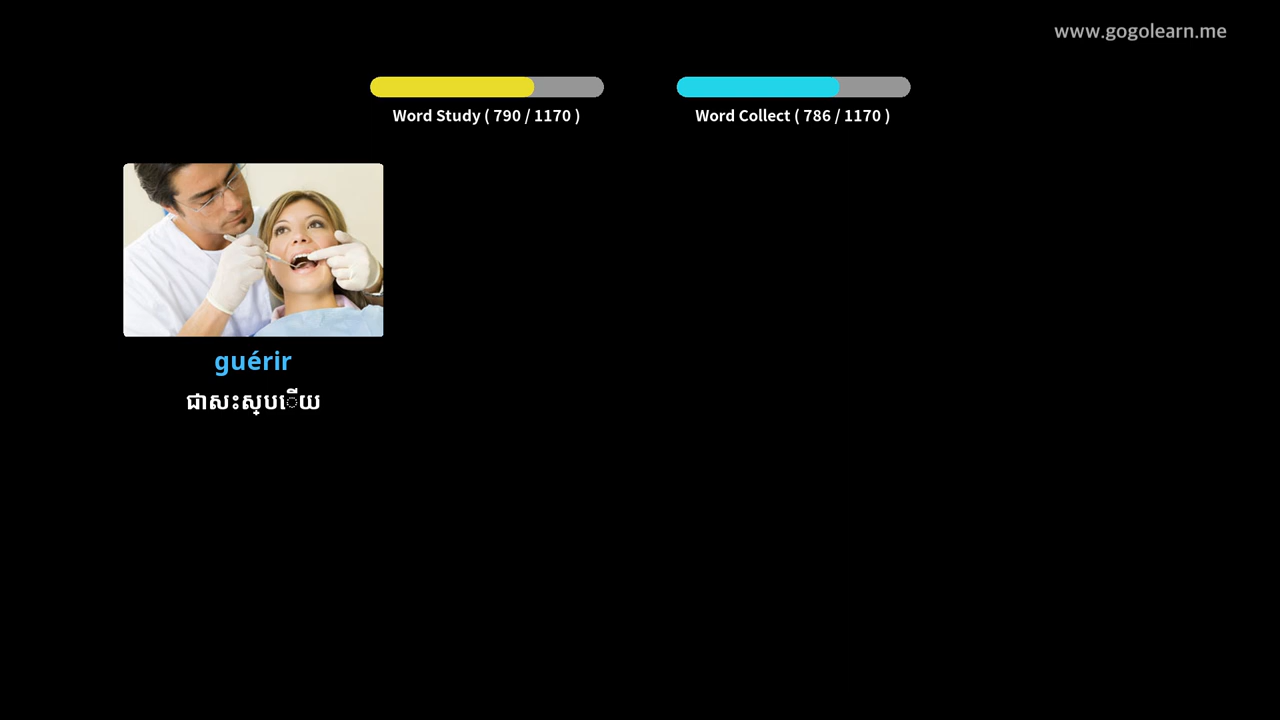 www.gogolearn.me
Word Study ( 790 / 1170 )
Word Collect ( 786 / 1170 )
guérir
ជាសះស្បើយ